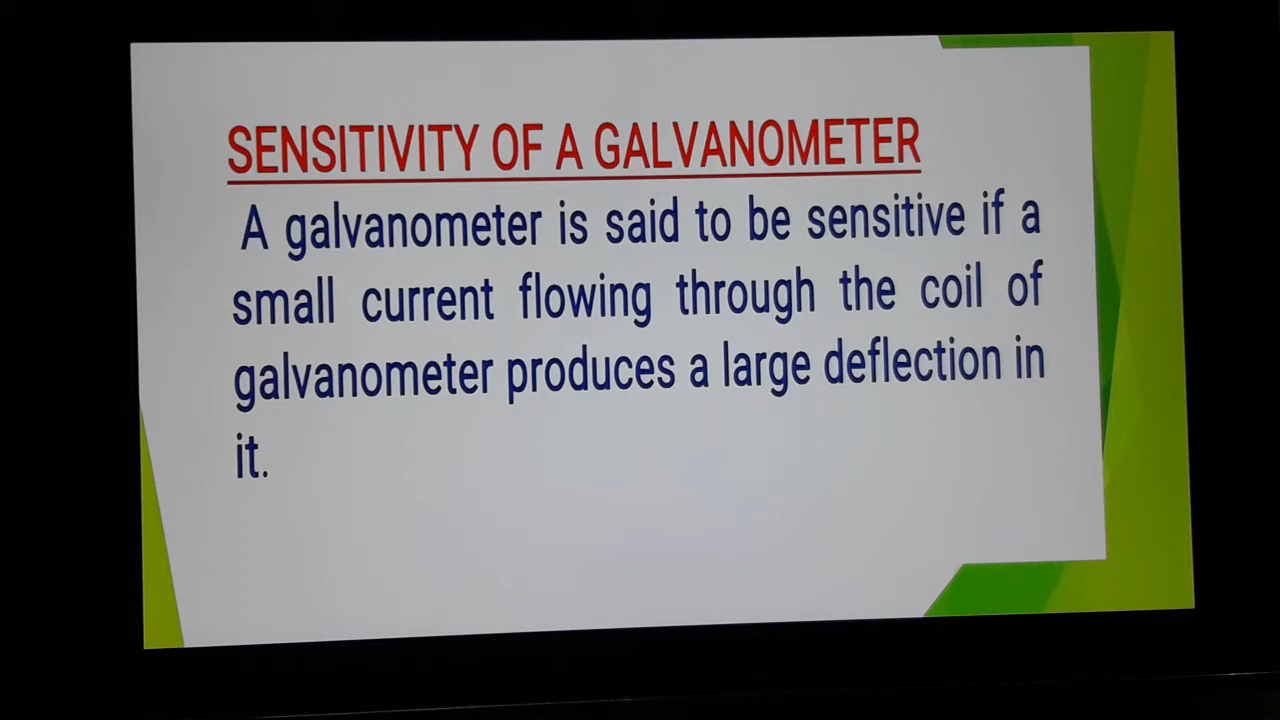 SENSITIVITY OF A GALVANOMETER
A galvanometer is said to be sensitive if a
small current flowing through the coil of
galvanometer produces a large deflection in
it.